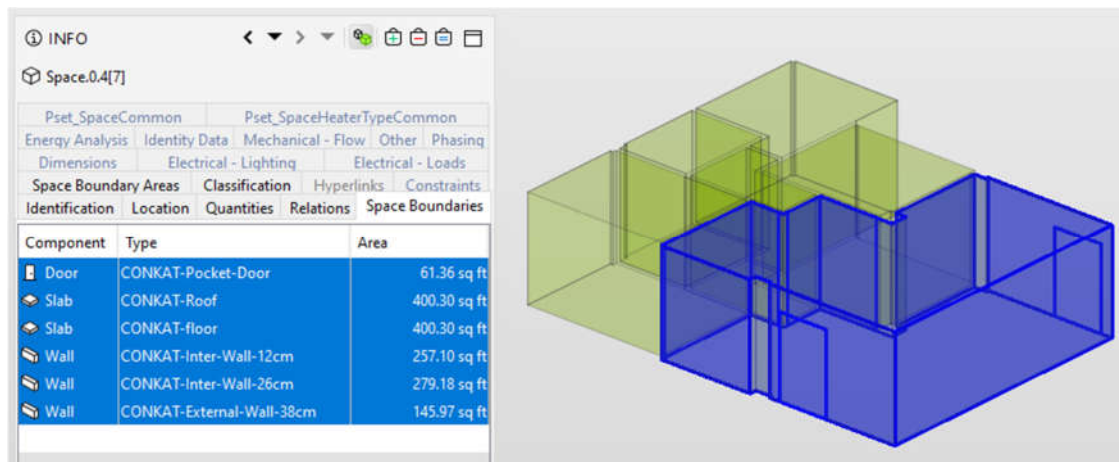 INFO
Space.0.4[7]
Pset_SpaceCommon Pset_SpaceHeaterTypeCommon
Energy Analysis Identity Data Mechanical - Flow Other Phasing
Dimensions Electrical - Lighting Electrical - Loads
Space Boundary Areas Classification Hyperlinks Constraints
Identification Location Quantities Relations Space Boundaries
Component Type Area
Door CONKAT-Pocket-Door 61.36 sq ft
Slab CONKAT-Roof 400.30 sq ft
Slab CONKAT-floor 400.30 sq ft
Wall CONKAT-Inter-Wall-12cm 257.10 sq ft
Wall CONKAT-Inter-Wall-26cm 279.18 sq ft
Wall CONKAT-External-Wall-38cm 145.97 sq ft